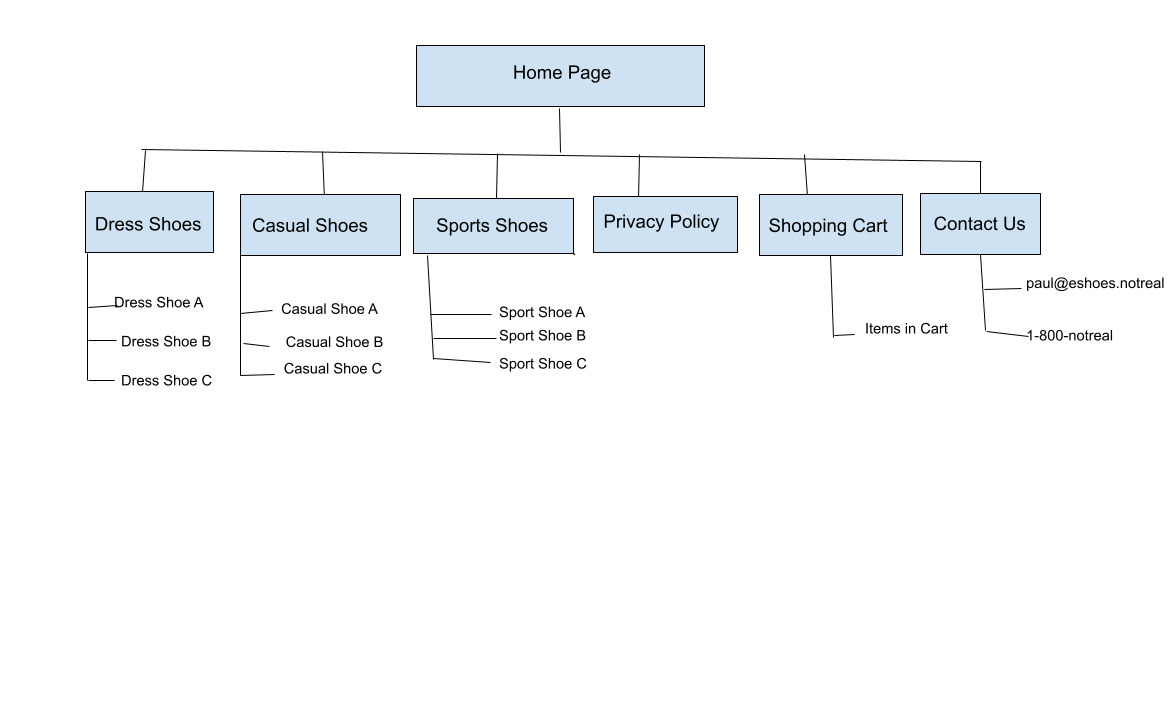 Home Page
Dress Shoes
Casual Shoes
Sports Shoes
Privacy Policy
Shopping Cart
Contact Us
Dress Shoe A
Dress Shoe B
Dress Shoe C
Casual Shoe A
Casual Shoe B
Casual Shoe C
Sport Shoe A
Sport Shoe B
Sport Shoe C
Items in Cart
paul@eshoes.notreal
1-800-notreal